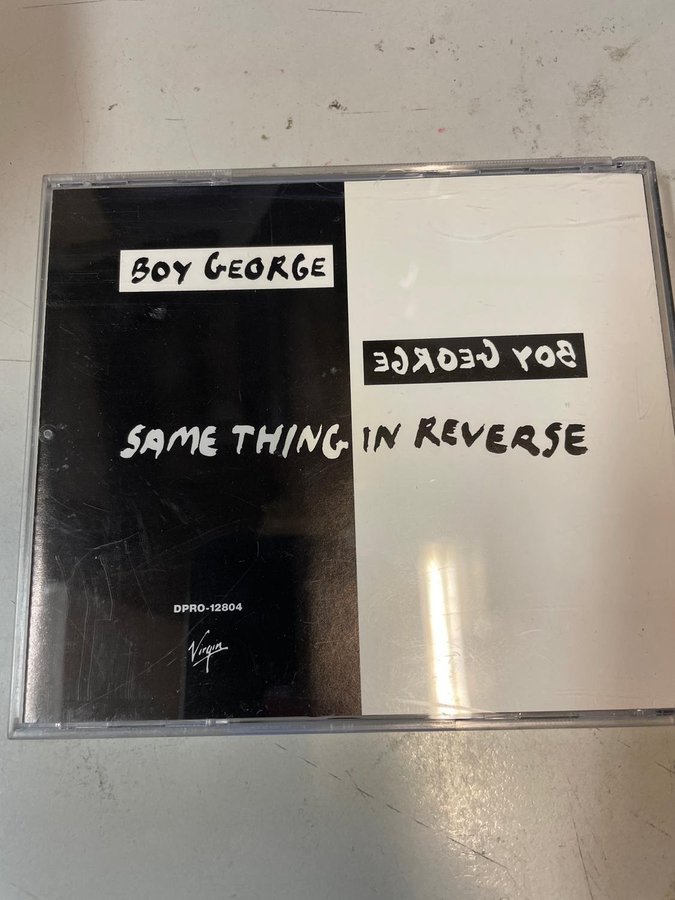 BOY GEORGE
BOY GEORGE
SAME THING IN REVERSE
DPRO-12804
Virgin